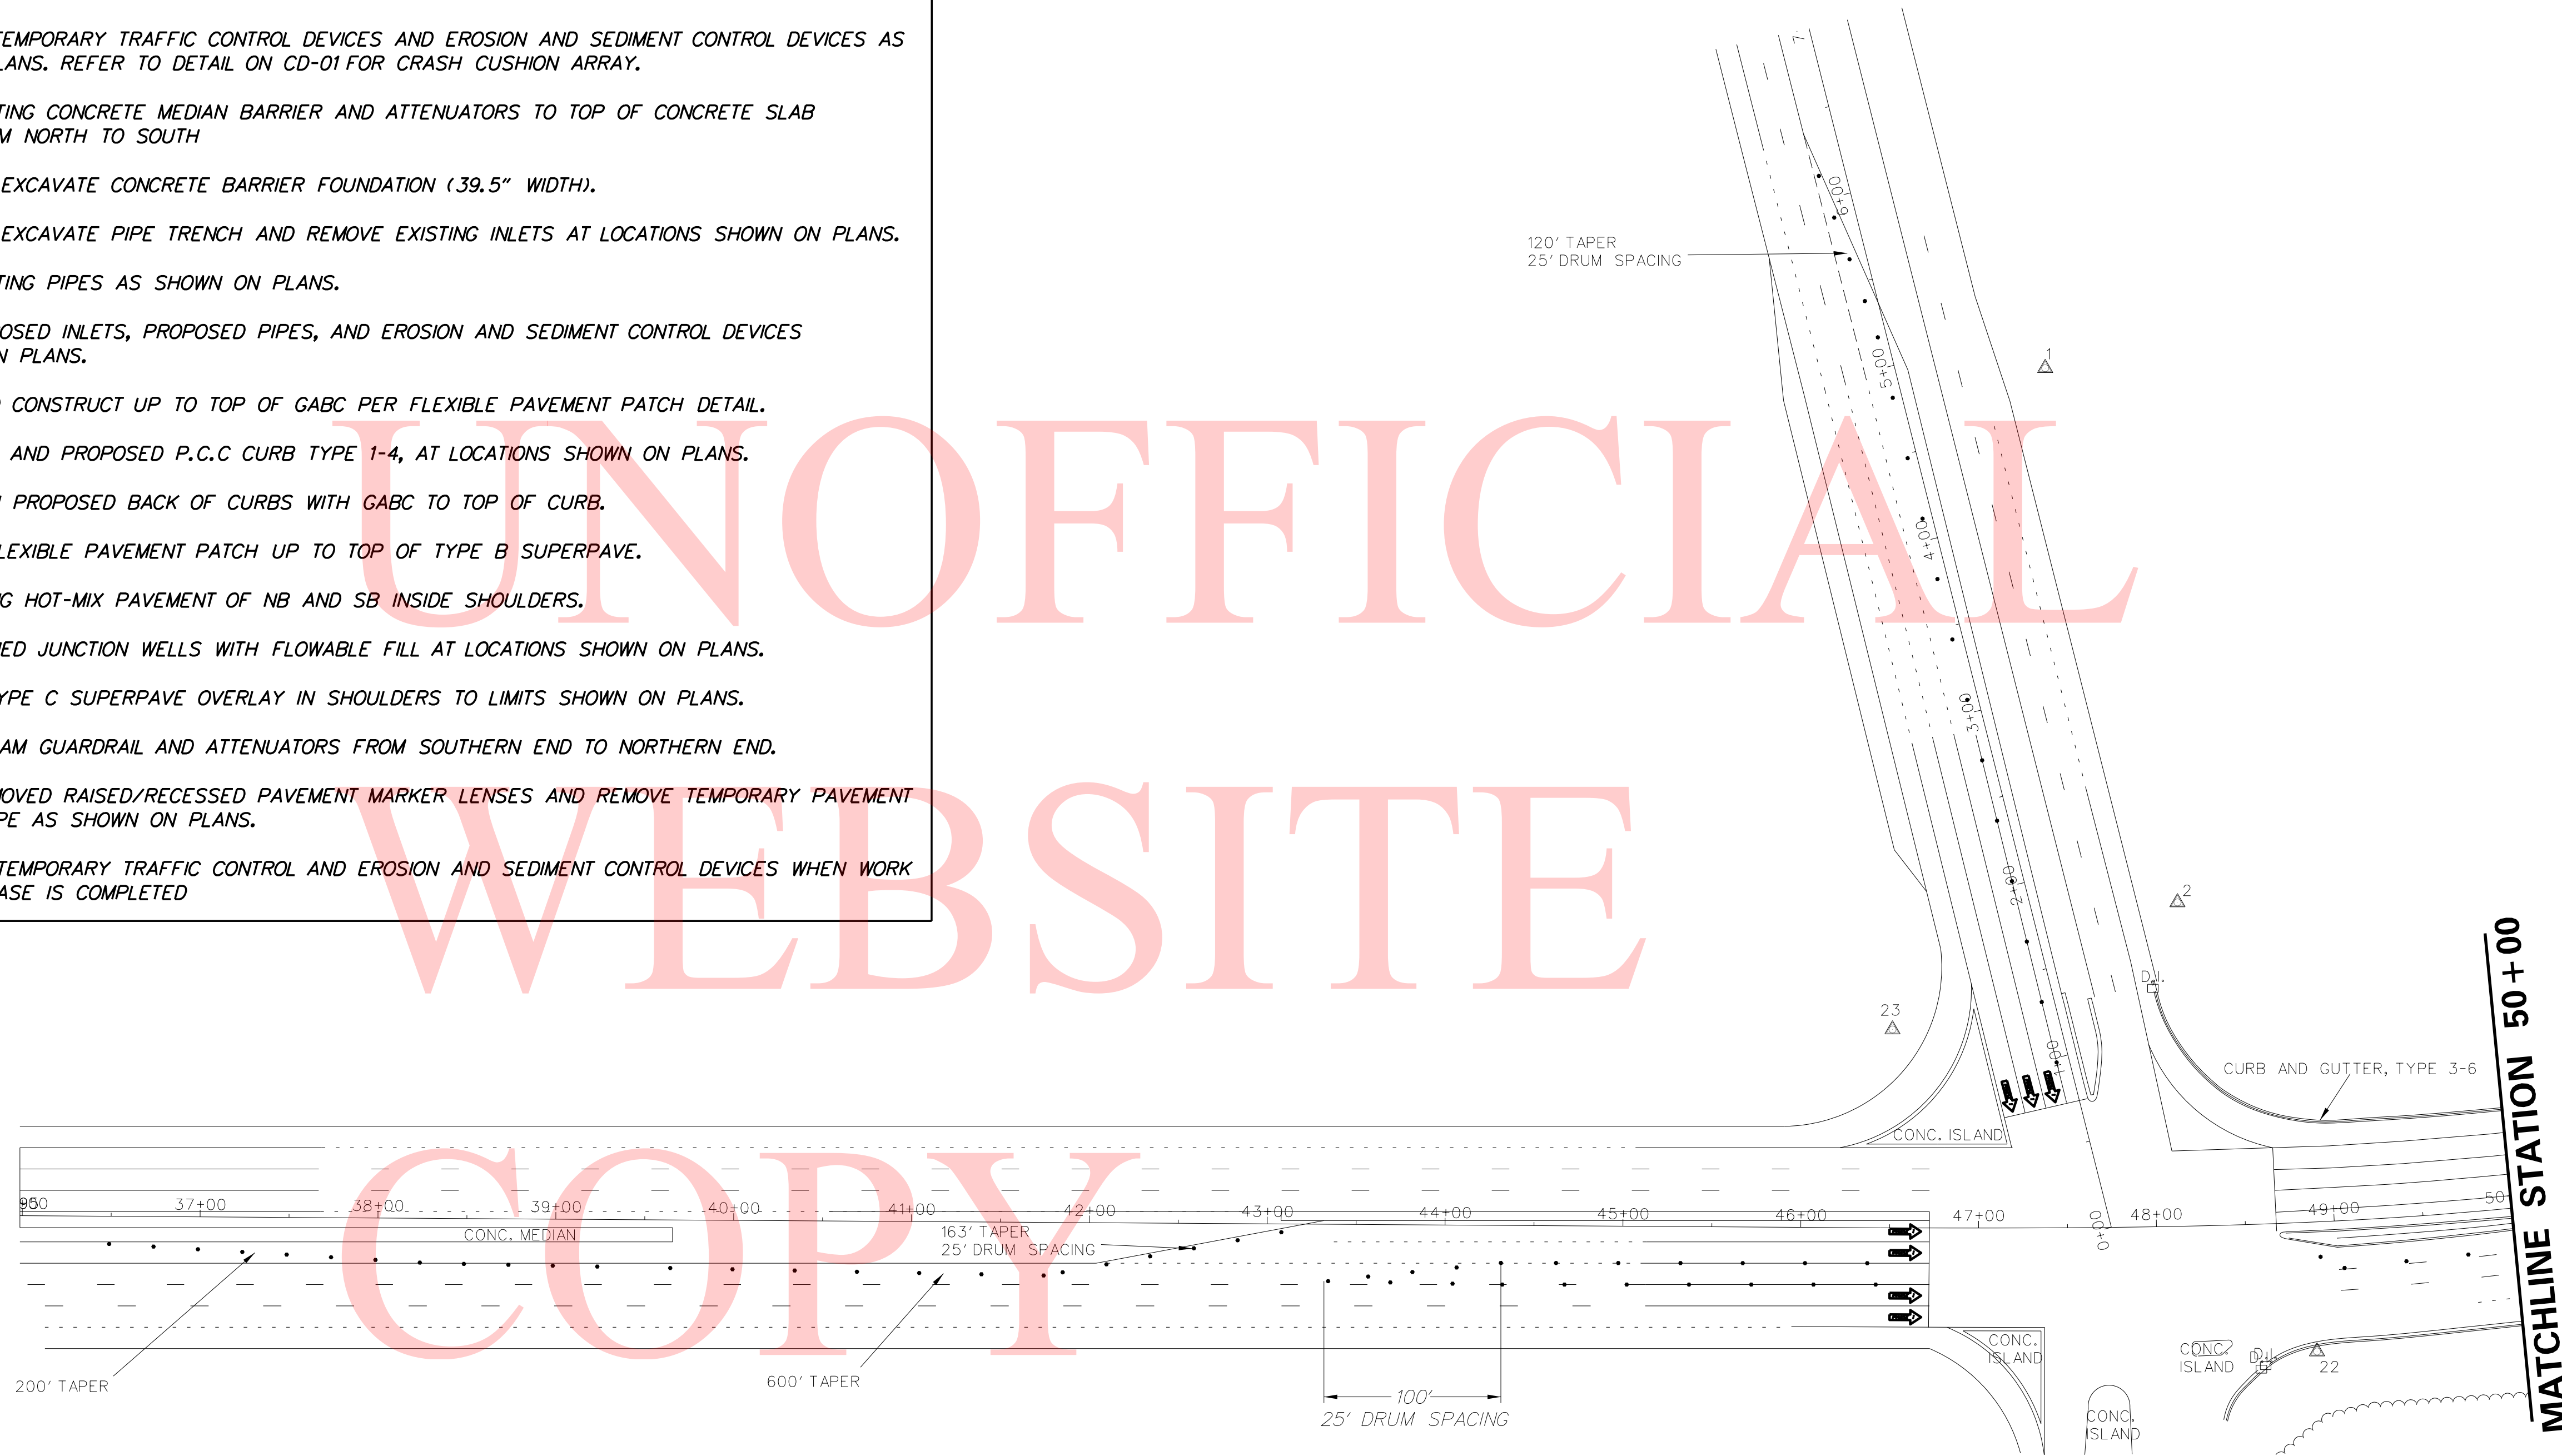 TEMPORARY TRAFFIC CONTROL DEVICES AND EROSION AND SEDIMENT CONTROL DEVICES AS
LANS. REFER TO DETAIL ON CD-01 FOR CRASH CUSHION ARRAY.
TING CONCRETE MEDIAN BARRIER AND ATTENUATORS TO TOP OF CONCRETE SLAB
M NORTH TO SOUTH
EXCAVATE CONCRETE BARRIER FOUNDATION (39.5" WIDTH).
EXCAVATE PIPE TRENCH AND REMOVE EXISTING INLETS AT LOCATIONS SHOWN ON PLANS.
TING PIPES AS SHOWN ON PLANS.
OSED INLETS, PROPOSED PIPES, AND EROSION AND SEDIMENT CONTROL DEVICES
N PLANS.
CONSTRUCT UP TO TOP OF GABC PER FLEXIBLE PAVEMENT PATCH DETAIL.
AND PROPOSED P.C.C CURB TYPE 1-4, AT LOCATIONS SHOWN ON PLANS.
PROPOSED BACK OF CURBS WITH GABC TO TOP OF CURB.
LEXIBLE PAVEMENT PATCH UP TO TOP OF TYPE B SUPERPAVE.
G HOT-MIX PAVEMENT OF NB AND SB INSIDE SHOULDERS.
ED JUNCTION WELLS WITH FLOWABLE FILL AT LOCATIONS SHOWN ON PLANS.
YPE C SUPERPAVE OVERLAY IN SHOULDERS TO LIMITS SHOWN ON PLANS.
AM GUARDRAIL AND ATTENUATORS FROM SOUTHERN END TO NORTHERN END.
OVED RAISED/RECESSED PAVEMENT MARKER LENSES AND REMOVE TEMPORARY PAVEMENT
PE AS SHOWN ON PLANS.
TEMPORARY TRAFFIC CONTROL AND EROSION AND SEDIMENT CONTROL DEVICES WHEN WORK
ASE IS COMPLETED
UNOFFICIAL
WEBSITE
COPY
120' TAPER
25' DRUM SPACING
6+00
5+00
4+00
3+00
2+00
1+00
0+00
1
2
23
D.I.
CURB AND GUTTER, TYPE 3-6
CONC. ISLAND
MATCHLINE STATION 50+00
37+00
38+00
39+00
40+00
41+00
42+00
43+00
44+00
45+00
46+00
47+00
48+00
49+00
50
CONC. MEDIAN
163' TAPER
25' DRUM SPACING
200' TAPER
600' TAPER
100'
25' DRUM SPACING
CONC.
ISLAND
CONC.
ISLAND
D.I.
22
CONC.
ISLAND